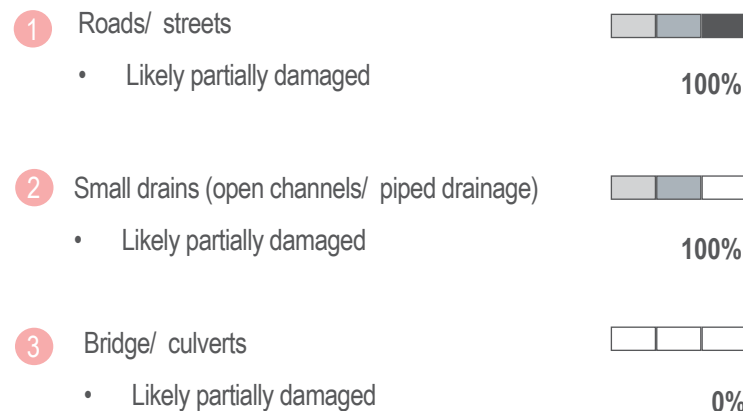 1 Roads/ streets
• Likely partially damaged 100%
2 Small drains (open channels/ piped drainage)
• Likely partially damaged 100%
3 Bridge/ culverts
• Likely partially damaged 0%